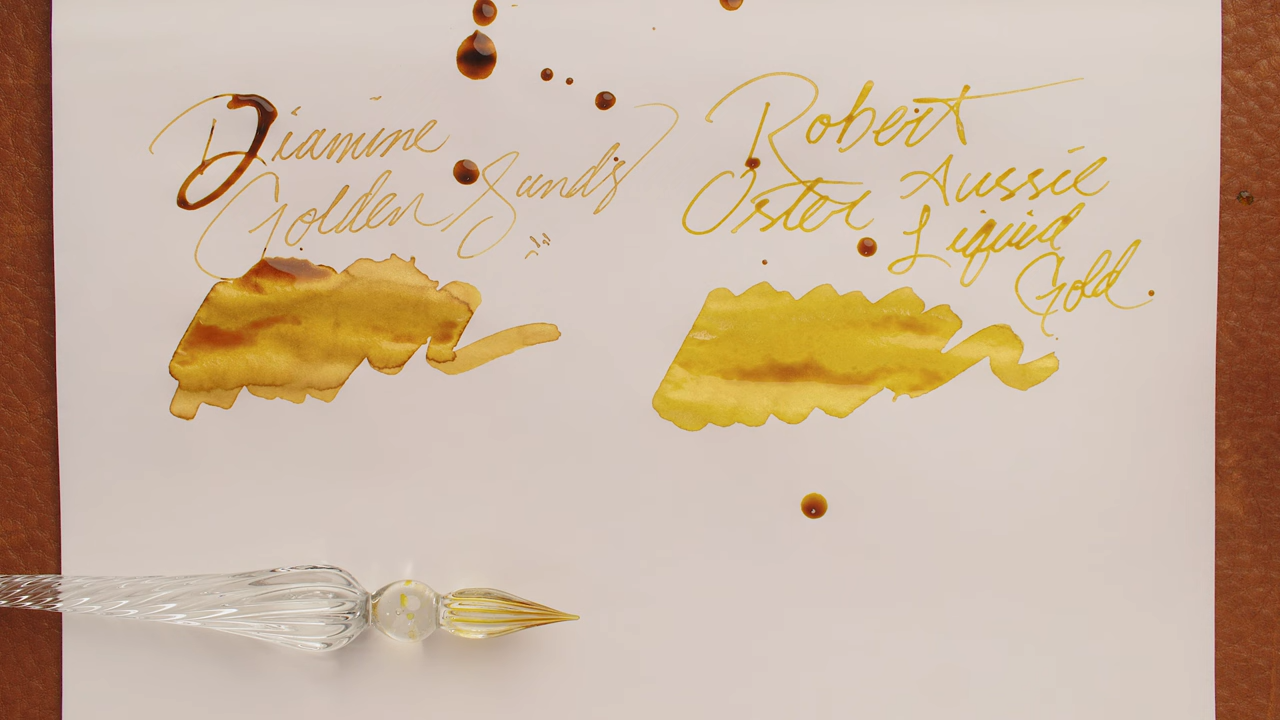 Diamine
Golden Sands
Robert
Oster Aussie
Liquid
Gold